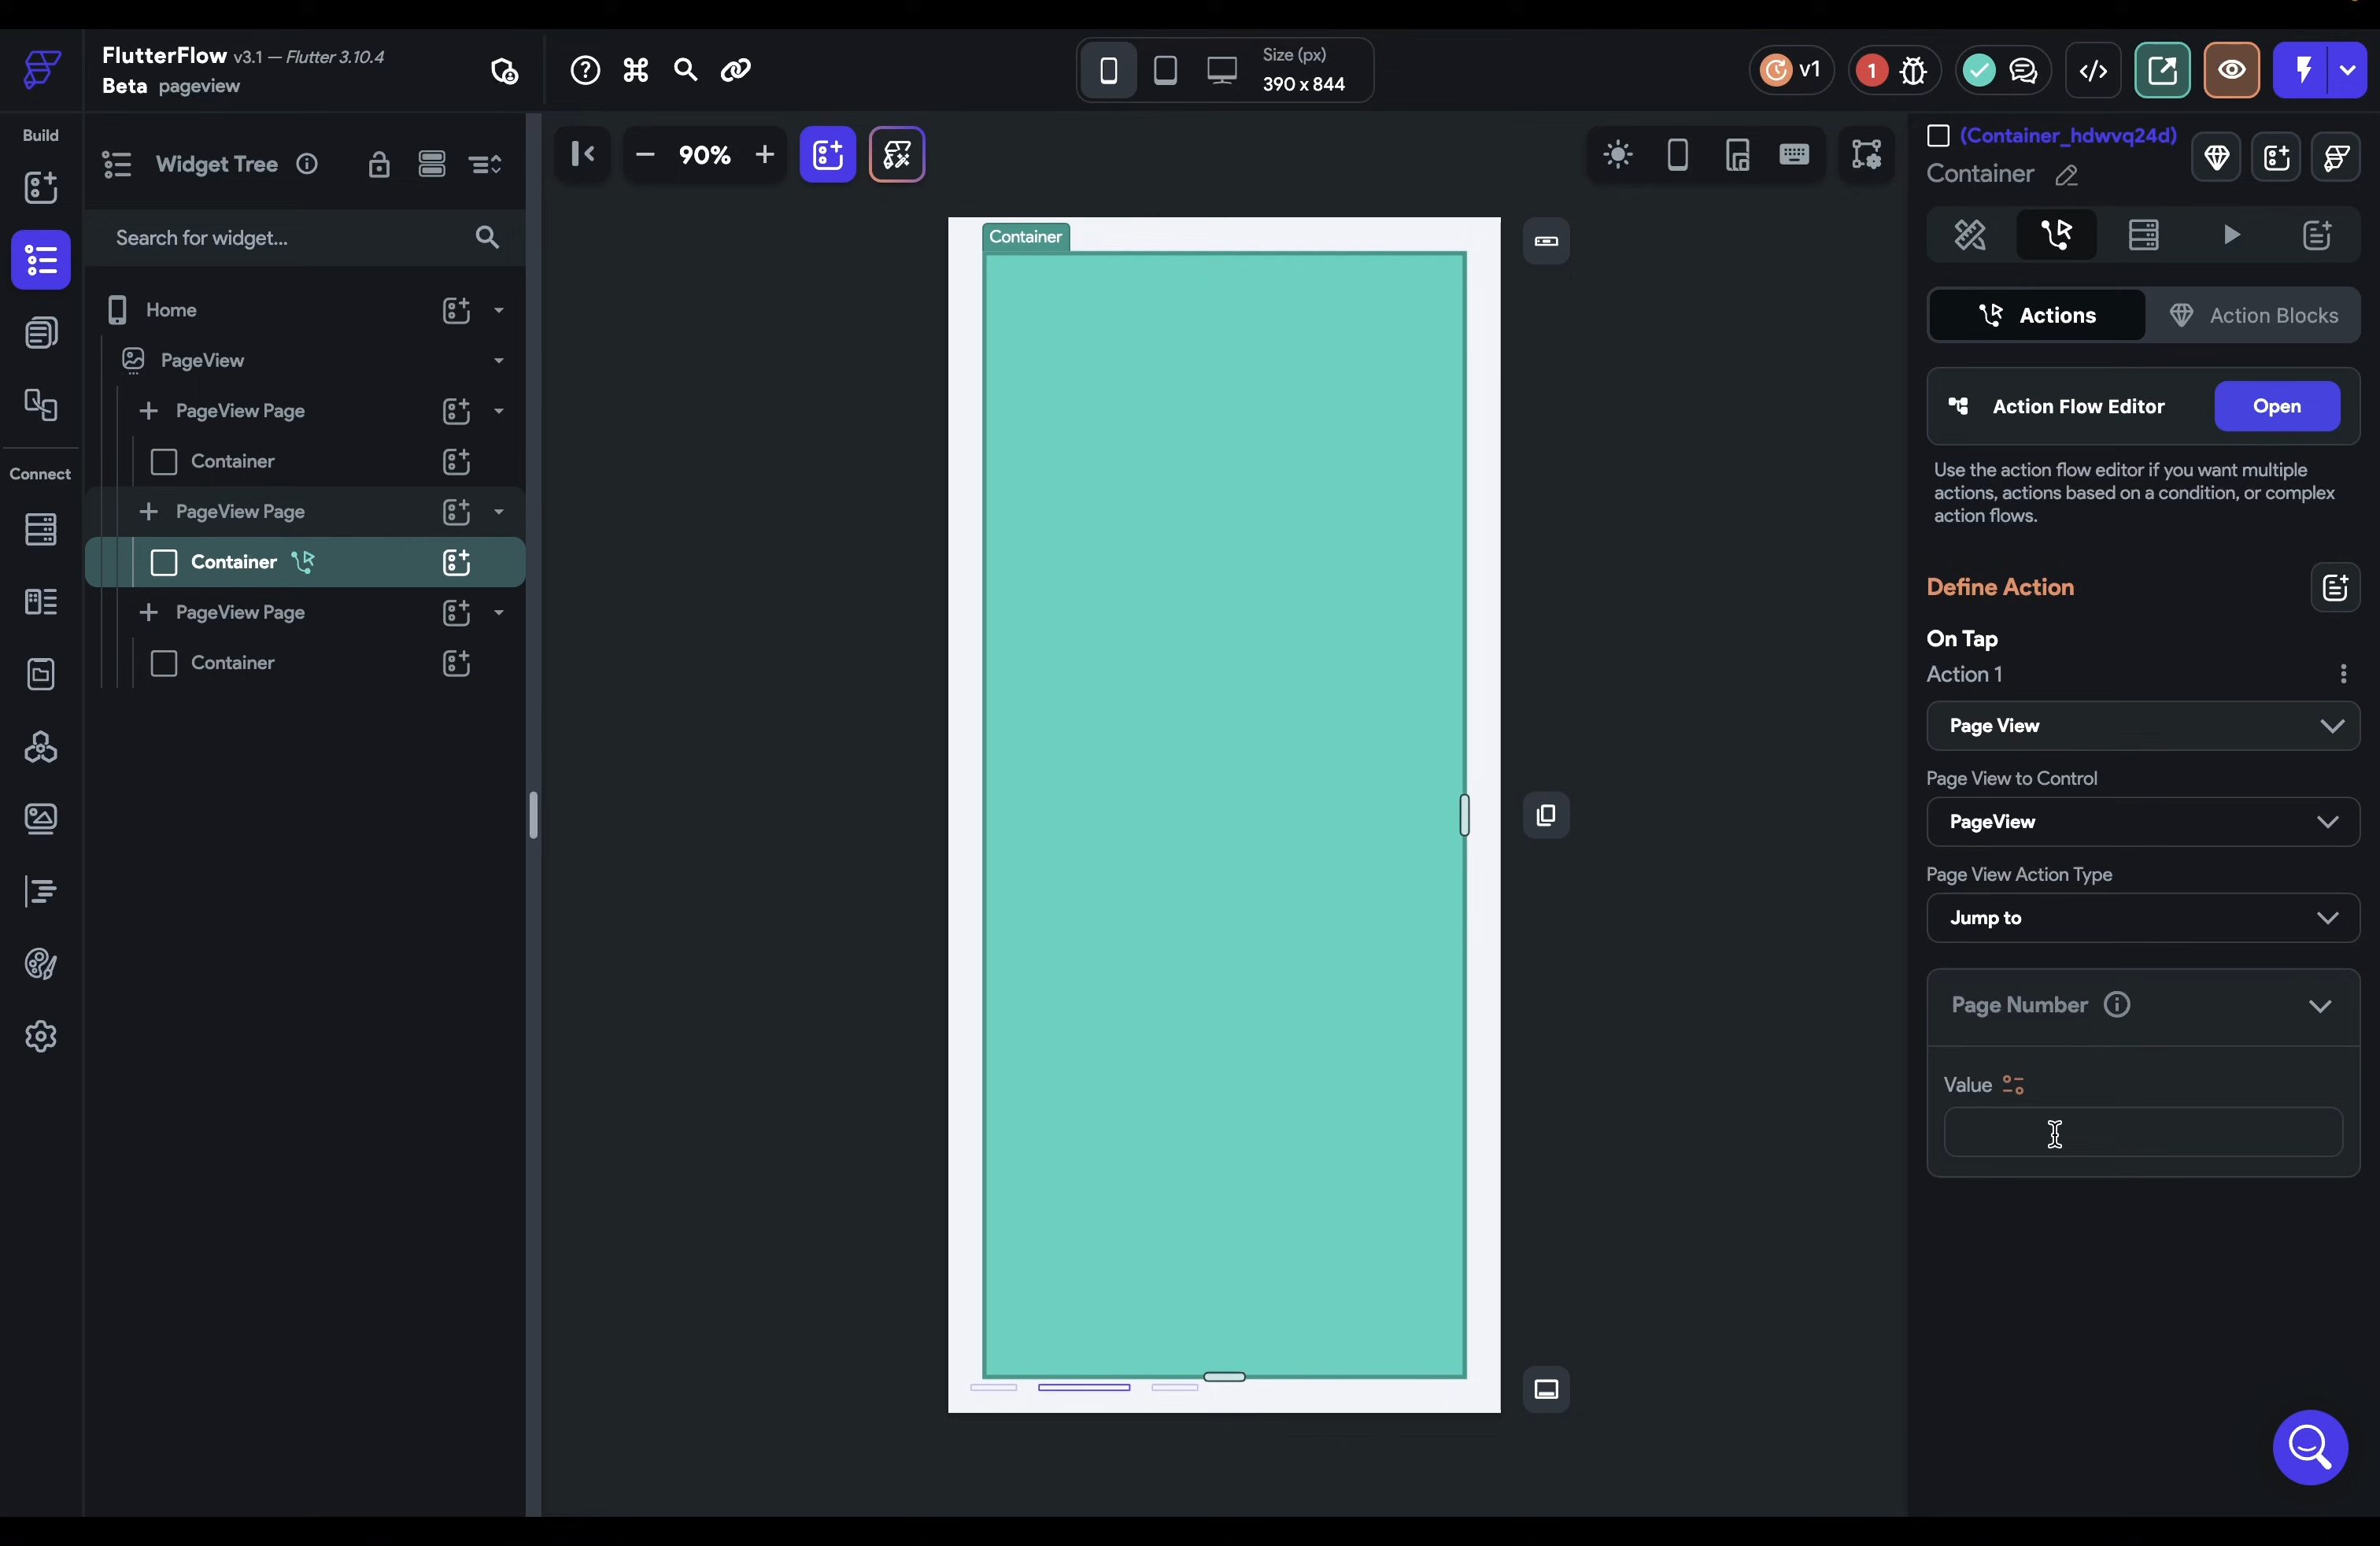 FlutterFlow v3.1 — Flutter 3.10.4
Beta pageview
Size (px)
390 x 844
v1
1
Build
Connect
Widget Tree
Search for widget...
Home
PageView
PageView Page
Container
PageView Page
Container
PageView Page
Container
90%
Container
(Container_hdwvq24d)
Container
Actions
Action Blocks
Action Flow Editor
Open
Use the action flow editor if you want multiple
actions, actions based on a condition, or complex
action flows.
Define Action
On Tap
Action 1
Page View
Page View to Control
PageView
Page View Action Type
Jump to
Page Number
Value